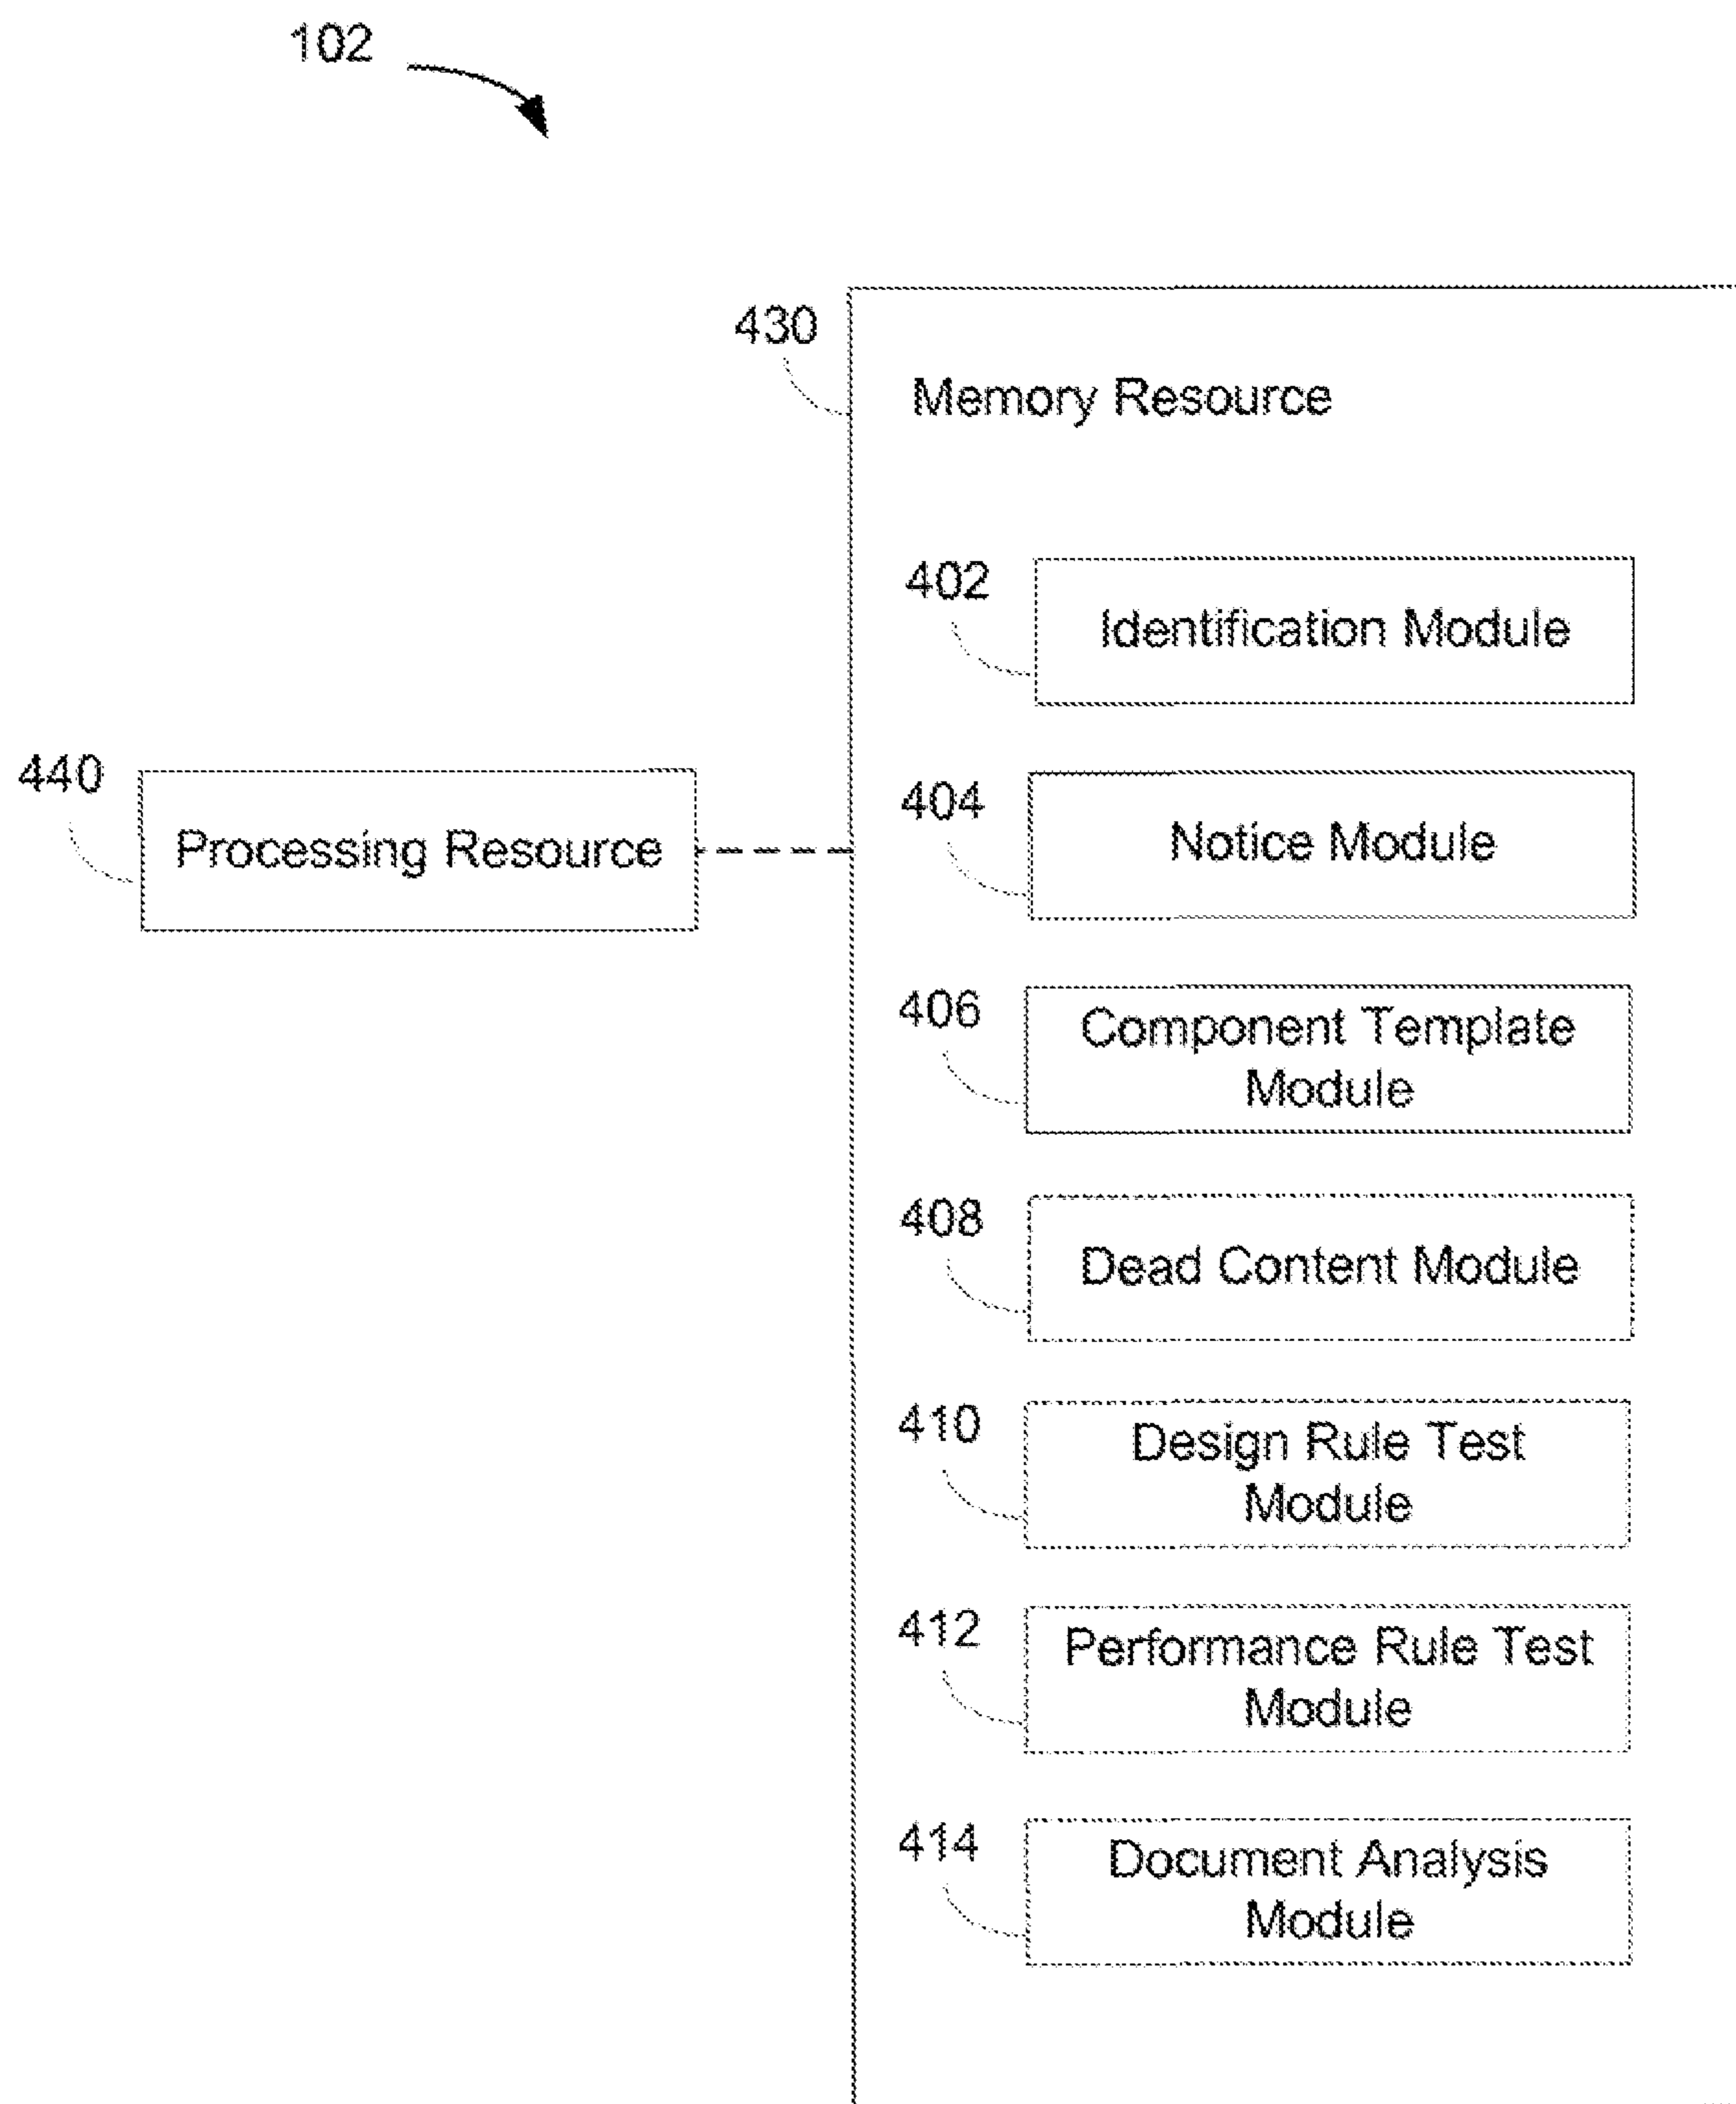 102
430
Memory Resource
402
Identification Module
440
Processing Resource
404
Notice Module
406
Component Template
Module
408
Dead Content Module
410
Design Rule Test
Module
412
Performance Rule Test
Module
414
Document Analysis
Module